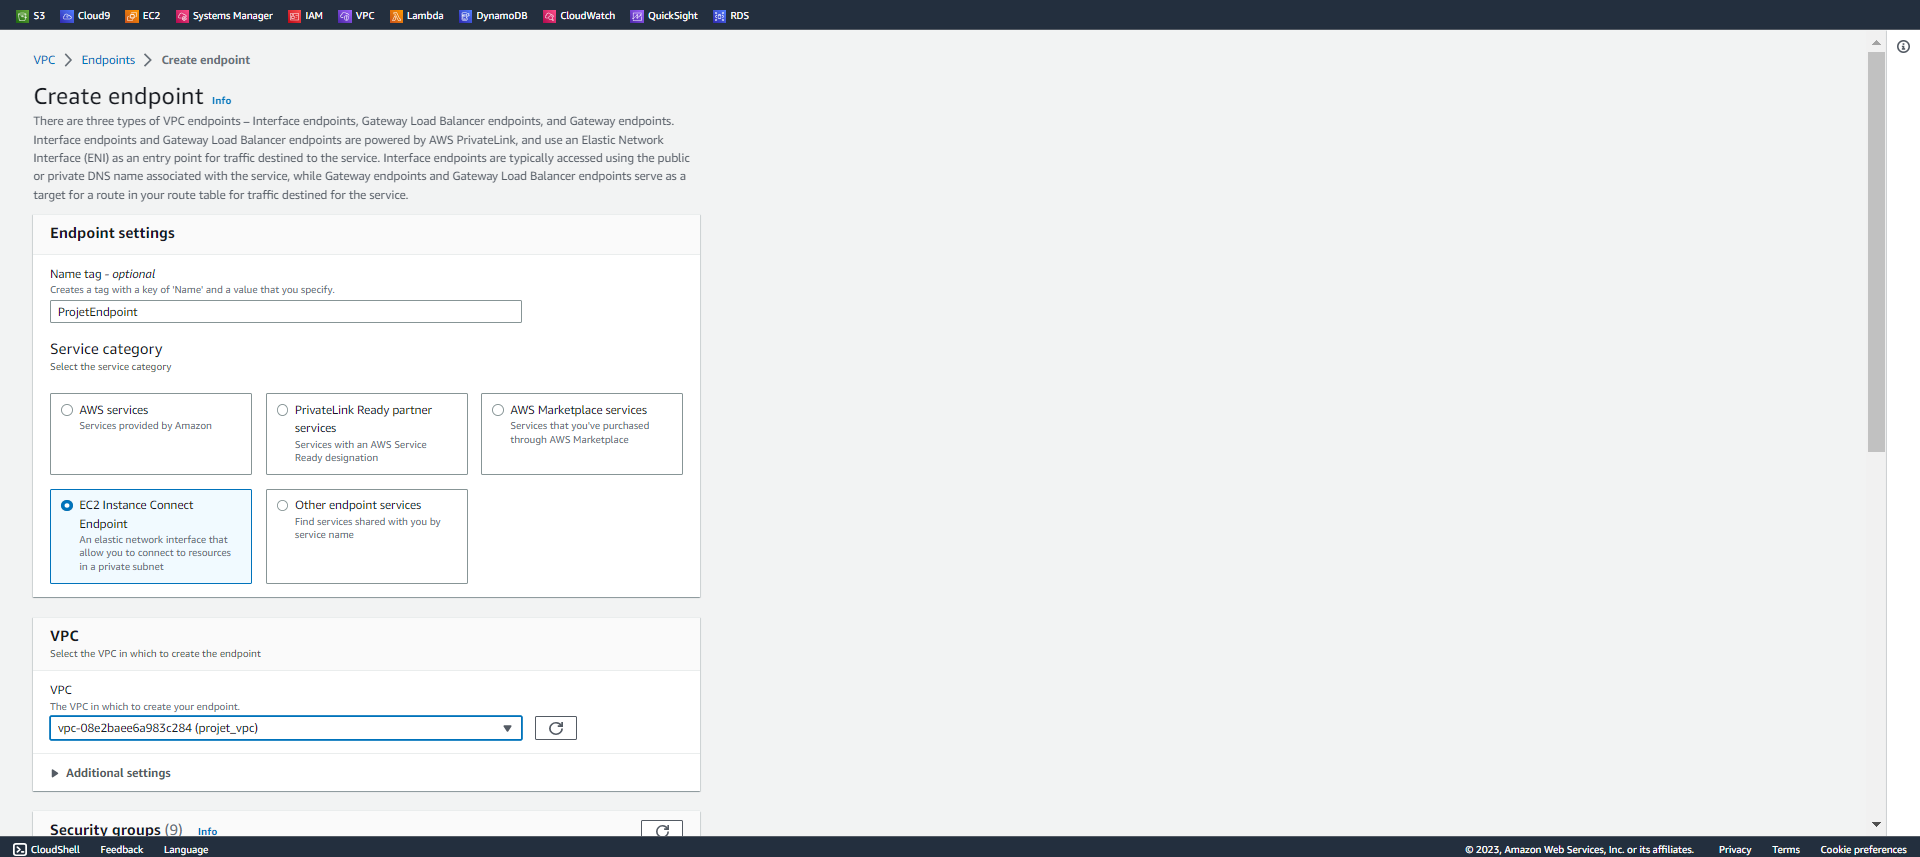 S3 Cloud9 EC2 Systems Manager IAM VPC Lambda DynamoDB CloudWatch QuickSight RDS
VPC Endpoints Create endpoint
Create endpoint Info
There are three types of VPC endpoints – Interface endpoints, Gateway Load Balancer endpoints, and Gateway endpoints.
Interface endpoints and Gateway Load Balancer endpoints are powered by AWS PrivateLink, and use an Elastic Network
Interface (ENI) as an entry point for traffic destined to the service. Interface endpoints are typically accessed using the public
or private DNS name associated with the service, while Gateway endpoints and Gateway Load Balancer endpoints serve as a
target for a route in your route table for traffic destined for the service.
Endpoint settings
Name tag - optional
Creates a tag with a key of 'Name' and a value that you specify.
ProjetEndpoint
Service category
Select the service category
AWS services
Services provided by Amazon
PrivateLink Ready partner
services
Services with an AWS Service
Ready designation
AWS Marketplace services
Services that you've purchased
through AWS Marketplace
EC2 Instance Connect
Endpoint
An elastic network interface that
allow you to connect to resources
in a private subnet
Other endpoint services
Find services shared with you by
service name
VPC
Select the VPC in which to create the endpoint
VPC
The VPC in which to create your endpoint.
vpc-08e2baee6a983c284 (projet_vpc)
Additional settings
Security groups (9) Info
CloudShell Feedback Language
© 2023, Amazon Web Services, Inc. or its affiliates. Privacy Terms Cookie preferences